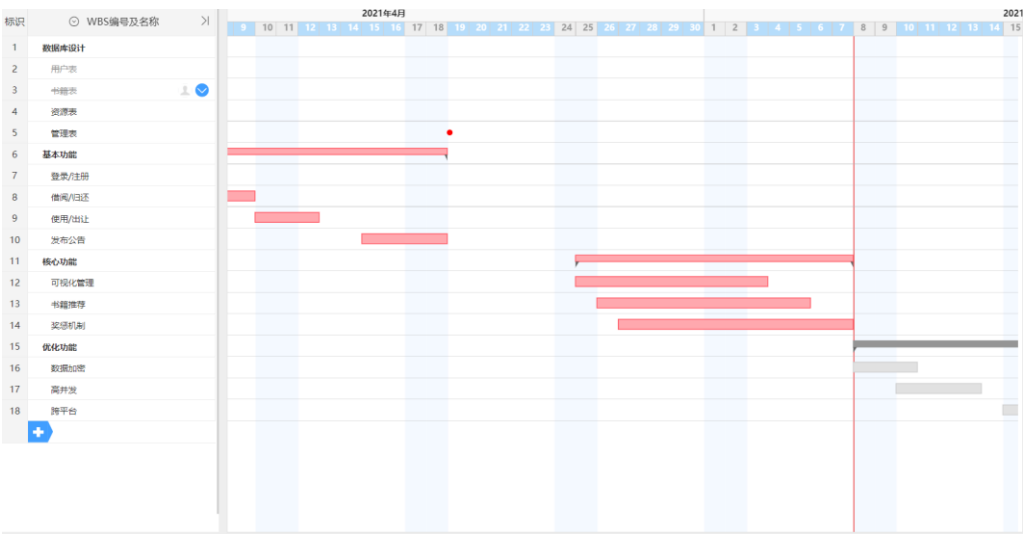 2021年4月
2021
标识 WBS编号及名称
9 10 11 12 13 14 15 16 17 18 19 20 21 22 23 24 25 26 27 28 29 30 1 2 3 4 5 6 7 8 9 10 11 12 13 14 15
1 数据库设计
2 用户表
3 书籍表
4 资源表
5 管理表
6 基本功能
7 登录/注册
8 借阅/归还
9 使用/出让
10 发布公告
11 核心功能
12 可视化管理
13 书籍推荐
14 奖惩机制
15 优化功能
16 数据加密
17 高并发
18 跨平台